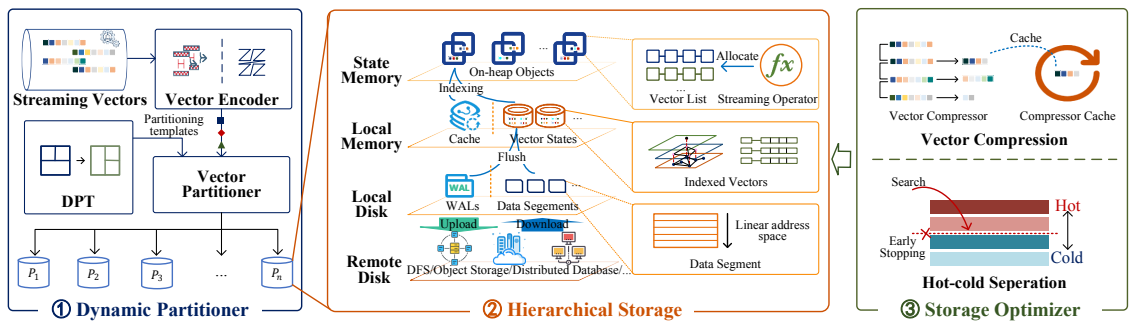 Streaming Vectors
Vector Encoder
Partitioning
templates
DPT
Vector
Partitioner
P1
P2
P3
...
Pn
① Dynamic Partitioner
State
Memory
On-heap Objects
...
Indexing
Local
Memory
Cache
Vector States
...
Flush
Local
Disk
WAL
WALs
Data Segements
...
Upload
Download
Remote
Disk
DFS/Object Storage/Distributed Database/...
Allocate
fx
...
Vector List
Streaming Operator
Indexed Vectors
Linear address
space
Data Segment
② Hierarchical Storage
Cache
Vector Compressor
Compressor Cache
Vector Compression
Search
Hot
Early
Stopping
Cold
Hot-cold Seperation
③ Storage Optimizer